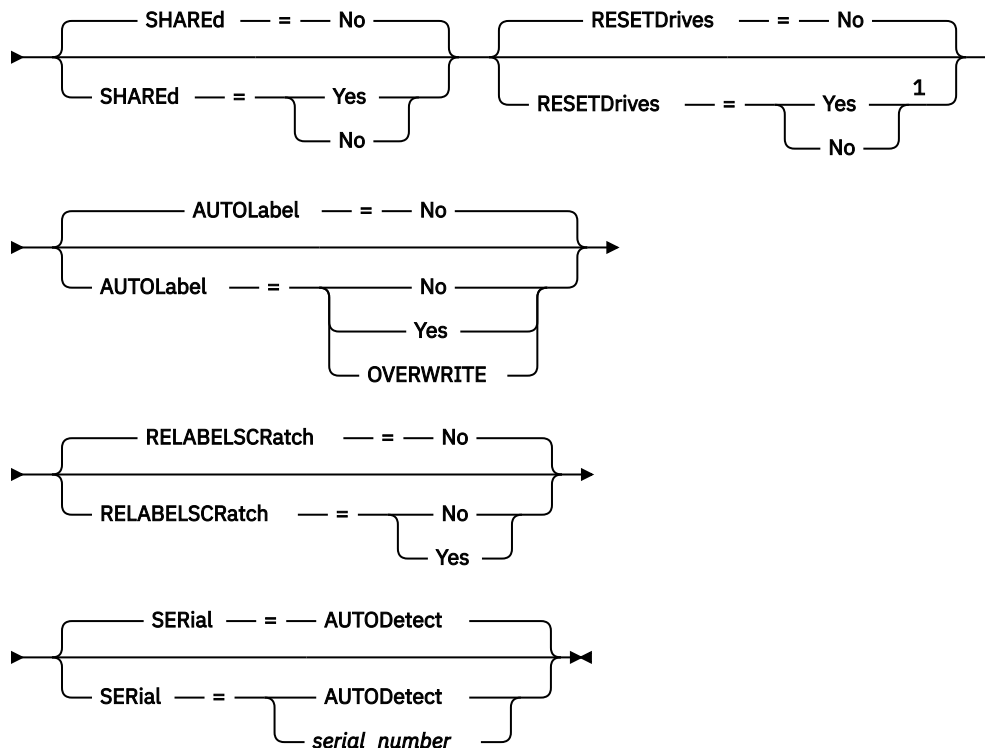 SHAREd = No RESETDrives = No
SHAREd = Yes RESETDrives = Yes 1
No No
AUTOLabel = No
AUTOLabel = No
Yes
OVERWRITE
RELABELSCRatch = No
RELABELSCRatch = No
Yes
SERial = AUTODetect
SERial = AUTODetect
serial_number